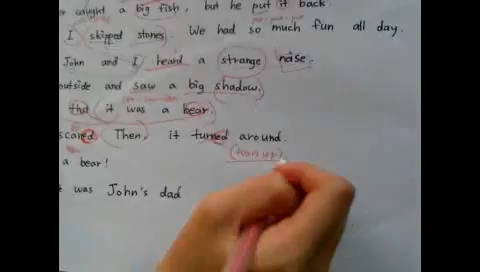 caught a big fish, but he put it back.
I skipped stones. We had so much fun all day.
John and I heard a strange noise.
outside and saw a big shadow.
that it was a bear.
scared Then, it turned around.
(turn up)
a bear!
it was John's dad